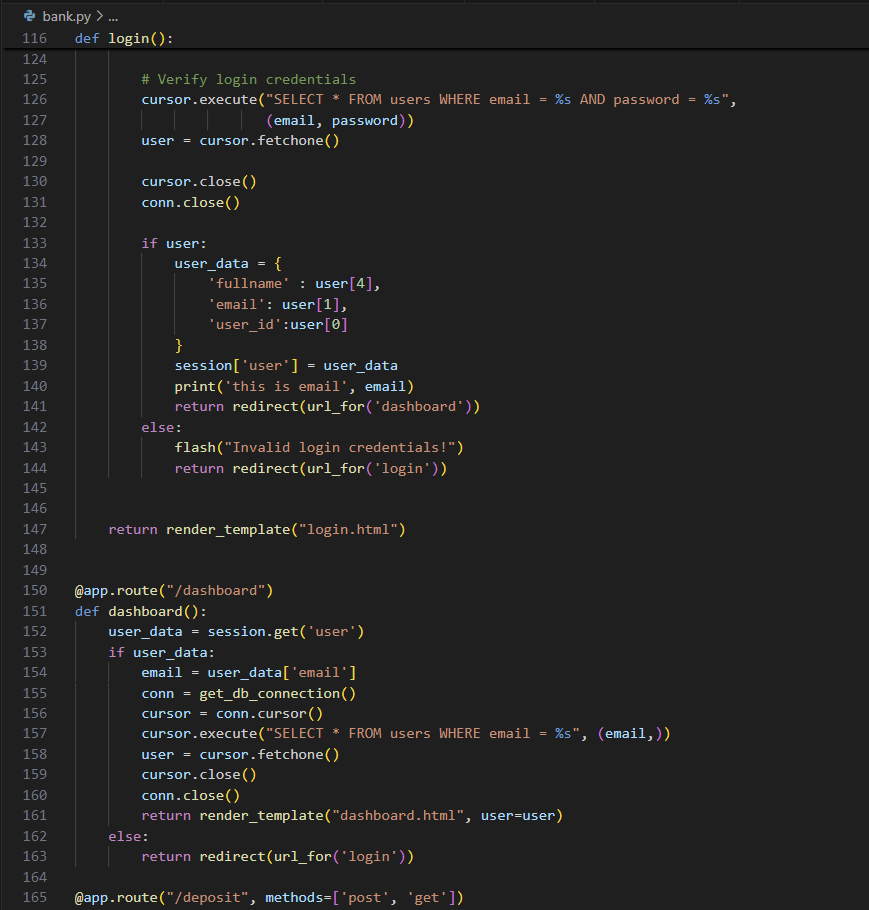 bank.py > ...
116 def login():
124
125 # Verify login credentials
126 cursor.execute("SELECT * FROM users WHERE email = %s AND password = %s",
127 (email, password))
128 user = cursor.fetchone()
129
130 cursor.close()
131 conn.close()
132
133 if user:
134 user_data = {
135 'fullname' : user[4],
136 'email': user[1],
137 'user_id':user[0]
138 }
139 session['user'] = user_data
140 print('this is email', email)
141 return redirect(url_for('dashboard'))
142 else:
143 flash("Invalid login credentials!")
144 return redirect(url_for('login'))
145
146
147 return render_template("login.html")
148
149
150 @app.route("/dashboard")
151 def dashboard():
152 user_data = session.get('user')
153 if user_data:
154 email = user_data['email']
155 conn = get_db_connection()
156 cursor = conn.cursor()
157 cursor.execute("SELECT * FROM users WHERE email = %s", (email,))
158 user = cursor.fetchone()
159 cursor.close()
160 conn.close()
161 return render_template("dashboard.html", user=user)
162 else:
163 return redirect(url_for('login'))
164
165 @app.route("/deposit", methods=['post', 'get'])